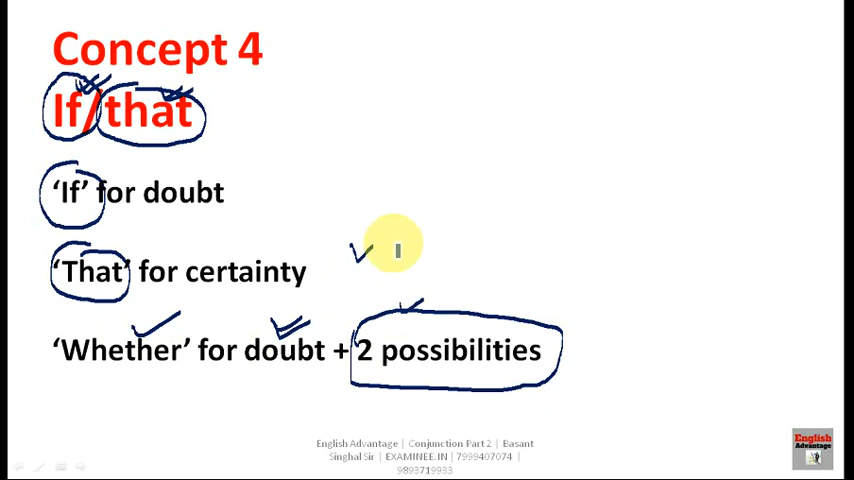 Concept 4
If/that
‘If’ for doubt
‘That’ for certainty
‘Whether’ for doubt + 2 possibilities
English Advantage | Conjunction Part 2 | Basant
Singhal Sir | EXAMINEE.IN | 7999407074 |
9893719933
English
Advantage